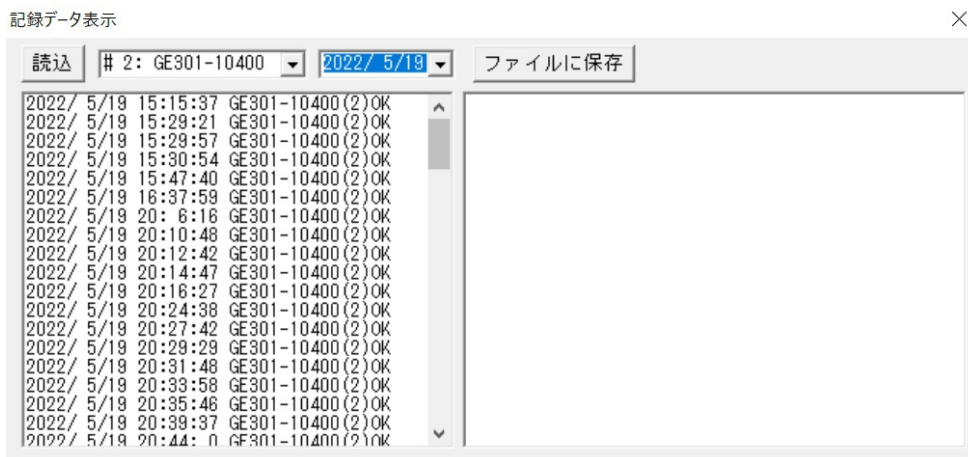 記録データ表示
読込 # 2: GE301-10400 2022/ 5/19 ファイルに保存
2022/ 5/19 15:15:37 GE301-10400(2)OK
2022/ 5/19 15:29:21 GE301-10400(2)OK
2022/ 5/19 15:29:57 GE301-10400(2)OK
2022/ 5/19 15:30:54 GE301-10400(2)OK
2022/ 5/19 15:47:40 GE301-10400(2)OK
2022/ 5/19 16:37:59 GE301-10400(2)OK
2022/ 5/19 20: 6:16 GE301-10400(2)OK
2022/ 5/19 20:10:48 GE301-10400(2)OK
2022/ 5/19 20:12:42 GE301-10400(2)OK
2022/ 5/19 20:14:47 GE301-10400(2)OK
2022/ 5/19 20:16:27 GE301-10400(2)OK
2022/ 5/19 20:24:38 GE301-10400(2)OK
2022/ 5/19 20:27:42 GE301-10400(2)OK
2022/ 5/19 20:29:29 GE301-10400(2)OK
2022/ 5/19 20:31:48 GE301-10400(2)OK
2022/ 5/19 20:33:58 GE301-10400(2)OK
2022/ 5/19 20:35:46 GE301-10400(2)OK
2022/ 5/19 20:39:37 GE301-10400(2)OK
2022/ 5/19 20:44: 0 GE301-10400(2)OK